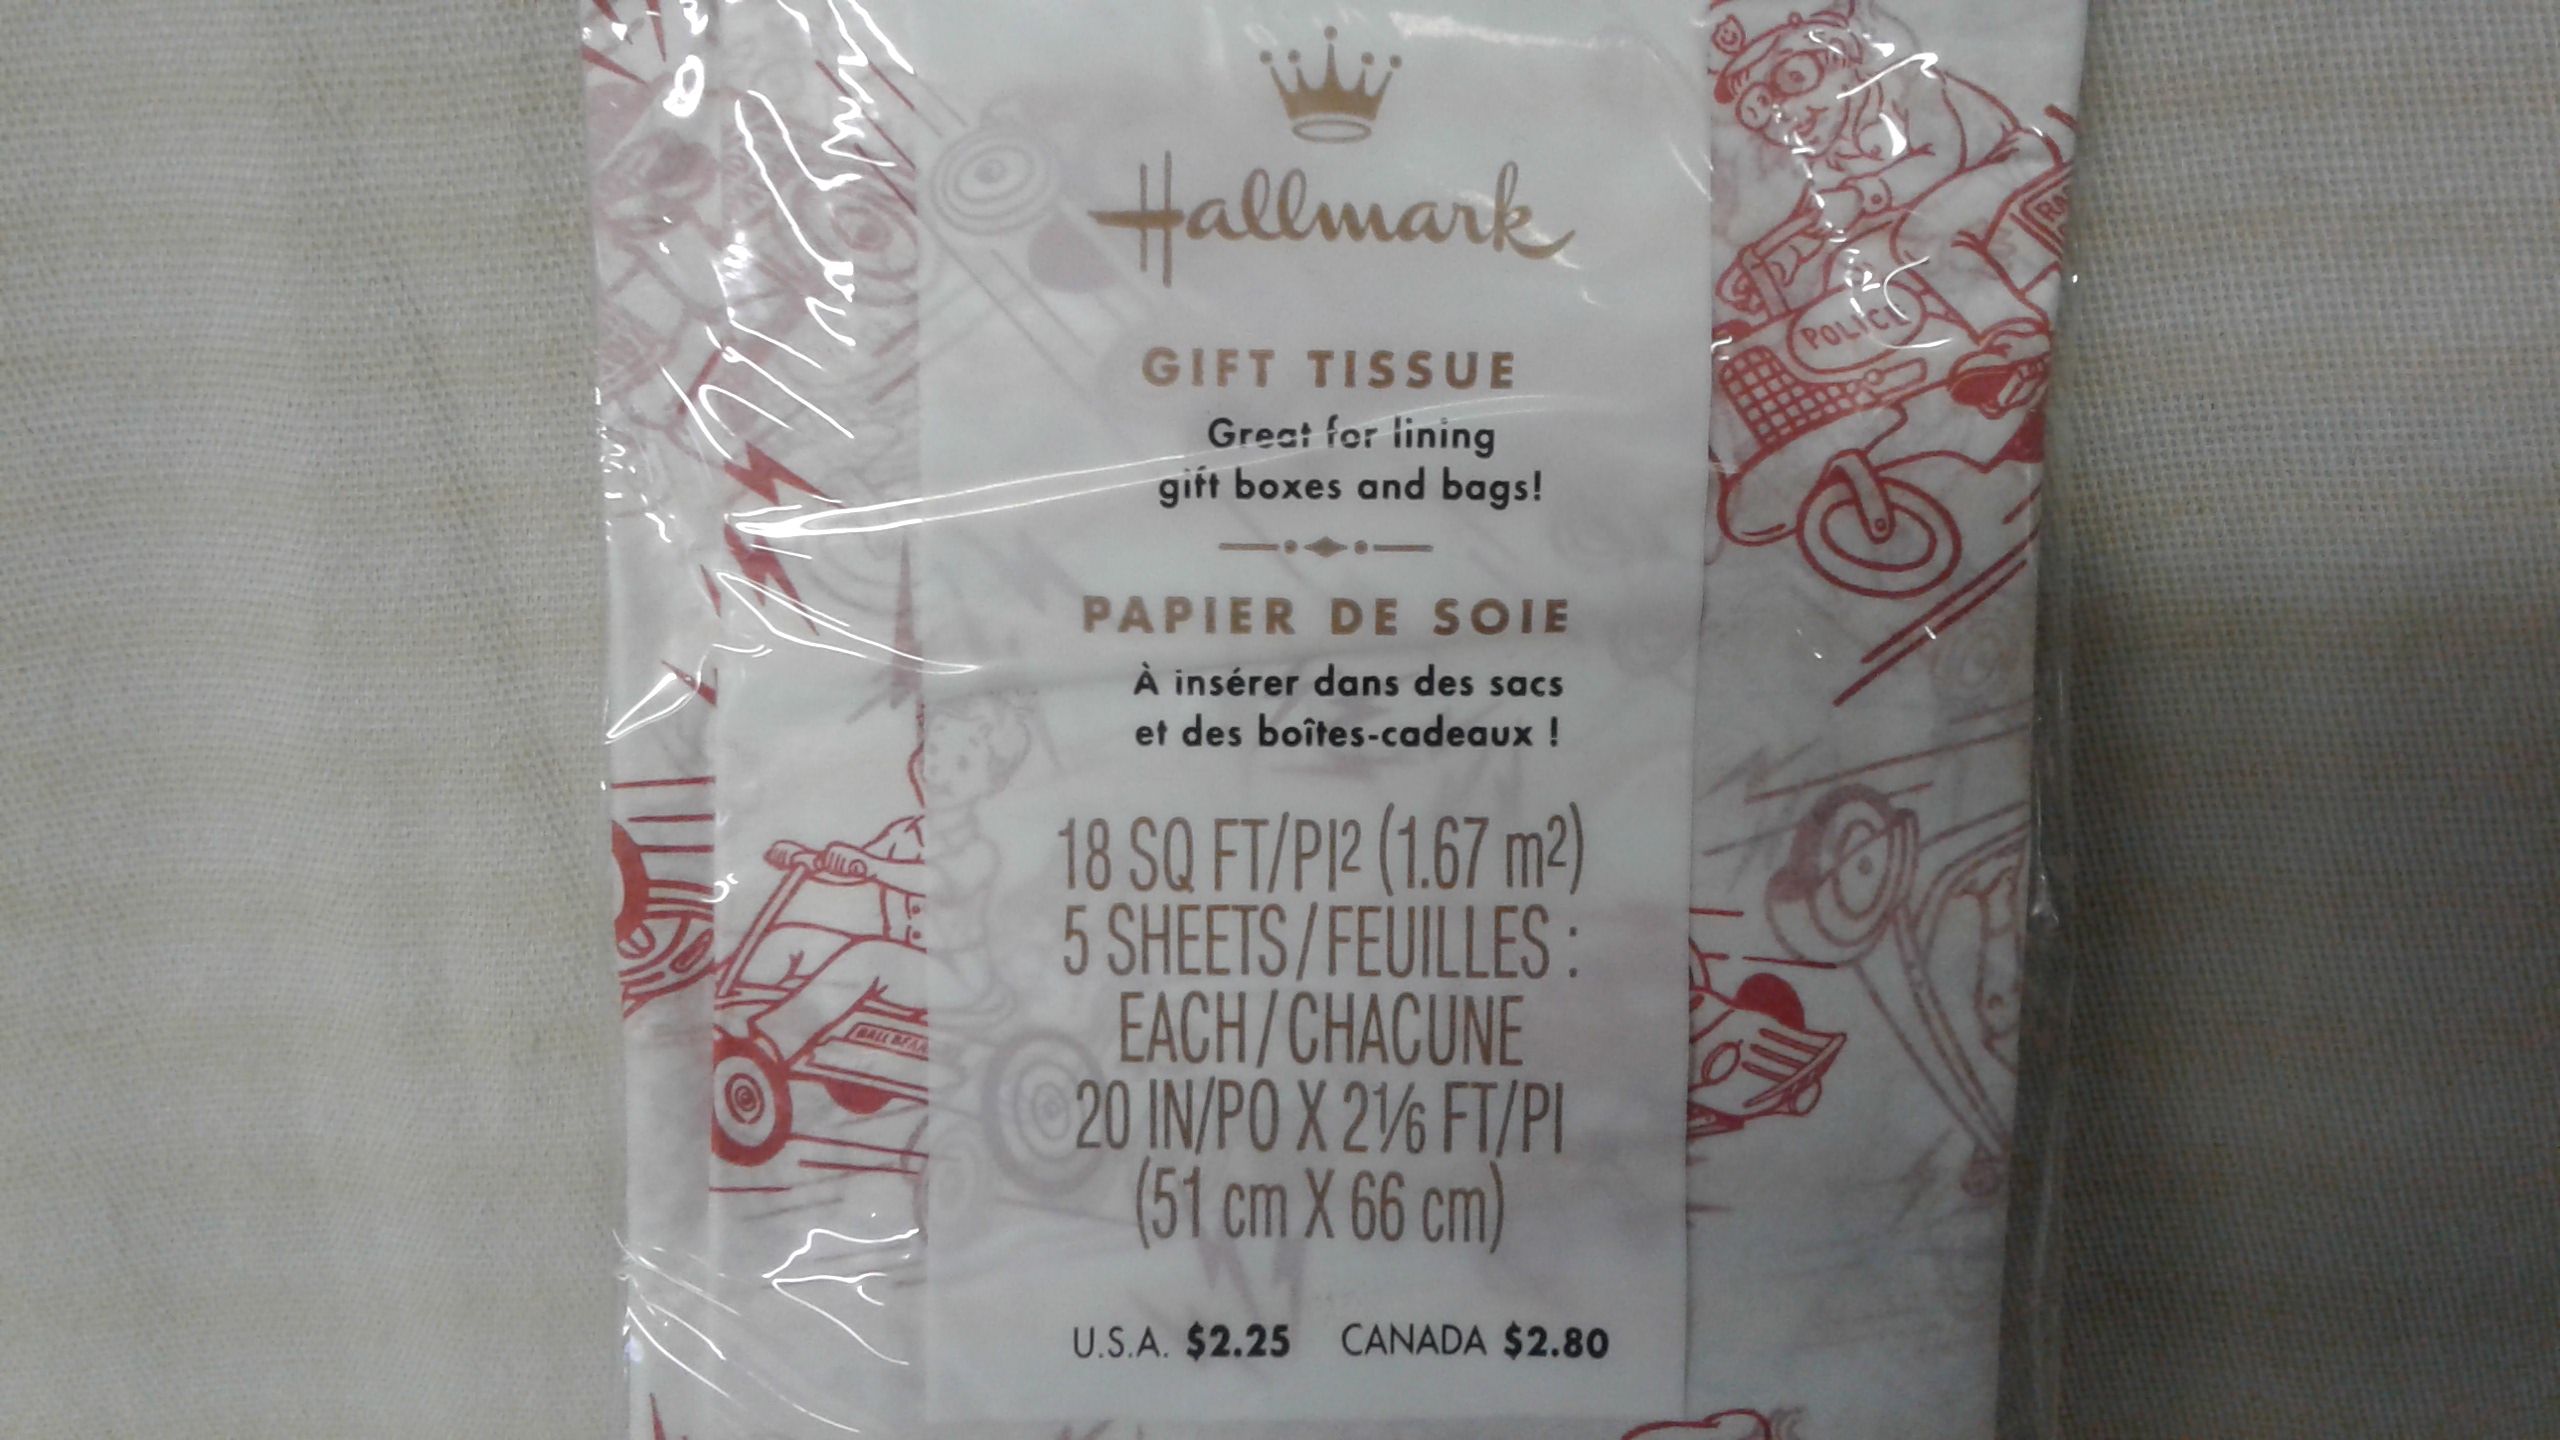 Hallmark
GIFT TISSUE
Great for lining
gift boxes and bags!
PAPIER DE SOIE
À insérer dans des sacs
et des boîtes-cadeaux !
18 SQ FT/PI² (1.67 m²)
5 SHEETS/FEUILLES :
EACH/CHACUNE
20 IN/PO X 2⅙ FT/PI
(51 cm X 66 cm)
U.S.A. $2.25 CANADA $2.80
POLICE
BALL BEAR